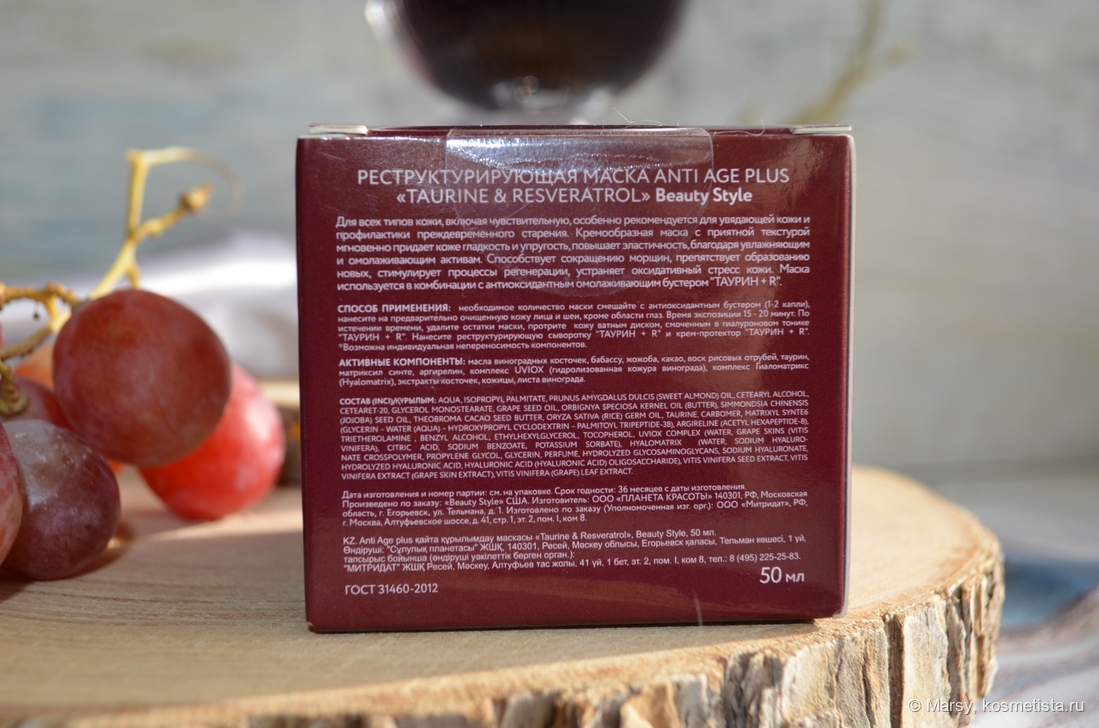 РЕСТРУКТУРИРУЮЩАЯ МАСКА ANTI AGE PLUS
«TAURINE & RESVERATROL» Beauty Style
Для всех типов кожи, включая чувствительную, особенно рекомендуется для увядающей кожи и
профилактики преждевременного старения. Кремообразная маска с приятной текстурой
мгновенно придает коже гладкость и упругость, повышает эластичность, благодаря увлажняющим
и омолаживающим активам. Способствует сокращению морщин, препятствует образованию
новых, стимулирует процессы регенерации, устраняет оксидативный стресс кожи. Маска
используется в комбинации с антиоксидантным омолаживающим бустером "ТАУРИН + R".
СПОСОБ ПРИМЕНЕНИЯ: необходимое количество маски смешайте с антиоксидантным бустером (1-2 капли),
нанесите на предварительно очищенную кожу лица и шеи, кроме области глаз. Время экспозиции 15 - 20 минут. По
истечении времени, удалите остатки маски, протрите кожу ватным диском, смоченным в гиалуроновом тонике
"ТАУРИН + R". Нанесите реструктурирующую сыворотку "ТАУРИН + R и крем-протектор "ТАУРИН + R".
*Возможна индивидуальная непереносимость компонентов.
АКТИВНЫЕ КОМПОНЕНТЫ: масла виноградных косточек, бабассу, жожоба, какао, воск рисовых отрубей, таурин,
матриксил синте, аргирелин, комплекс UVIOX (гидролизованная кожура винограда), комплекс Гиаломатрикс
(Hyalomatrix), экстракты косточек, кожицы, листа винограда.
СОСТАВ (INCI)/ҚҰРЫЛЫМ: AQUA, ISOPROPYL PALMITATE, PRUNUS AMYGDALUS DULCIS (SWEET ALMOND) OIL, CETEARYL ALCOHOL,
CETEARET-20, GLYCEROL MONOSTEARATE, GRAPE SEED OIL, ORBIGNYA SPECIOSA KERNEL OIL (BUTTER), SIMMONDSIA CHINENSIS
(JOJOBA) SEED OIL, THEOBROMA CACAO SEED BUTTER, ORYZA SATIVA (RICE) GERM OIL, TAURINE, CARBOMER, MATRIXYL SYNTE6
(GLYCERIN - WATER (AQUA) - HYDROXYPROPYL CYCLODEXTRIN - PALMITOYL TRIPEPTIDE-38), ARGIRELINE (ACETYL HEXAPEPTIDE-8),
TRIETHEROLAMINE , BENZYL ALCOHOL, ETHYLHEXYLGLYCEROL, TOCOPHEROL, UVIOX COMPLEX (WATER, GRAPE SKINS (VITIS
VINIFERA), CITRIC ACID, SODIUM BENZOATE, POTASSIUM SORBATE), HYALOMATRIX (WATER, SODIUM HYALURO-
NATE CROSSPOLYMER, PROPYLENE GLYCOL, GLYCERIN, PERFUME, HYDROLYZED GLYCOSAMINOGLYCANS, SODIUM HYALURONATE,
HYDROLYZED HYALURONIC ACID, HYALURONIC ACID (HYALURONIC ACID) OLIGOSACCHARIDE), VITIS VINIFERA SEED EXTRACT, VITIS
VINIFERA (GRAPE SKIN EXTRACT), VITIS VINIFERA (GRAPE) LEAF EXTRACT.
Дата изготовления и номер партии: см. на упаковке. Срок годности: 36 месяцев с даты изготовления.
Произведено по заказу: «Beauty Style» США. Изготовитель: ООО «ПЛАНЕТА КРАСОТЫ» 140301, РФ, Московская
область, г. Егорьевск, ул. Тельмана, д. 1. Изготовлено по заказу (Уполномоченная изг. орг.): ООО «Митридат», РФ,
г. Москва, Алтуфьевское шоссе, д. 41, стр. 1, эт. 2, пом. I, ком 8.
KZ. Anti Age plus қайта құрылымдау маскасы «Taurine & Resveratrol», Beauty Style, 50 мл.
Өндіруші: "Сұлулық планетасы" ЖШҚ, 140301, Ресей, Маскеу облысы, Егорьевск қаласы, Тельман көшесі, 1 үй,
тапсырыс бойынша (өндіруші уәкілеттік берген орган.):
"МИТРИДАТ" ЖШҚ Ресей, Маскеу, Алтуфьев тас жолы, 41 үй, 1 бет, эт. 2, пом. I, ком 8, тел.: 8 (495) 225-25-83.
50 мл
ГОСТ 31460-2012
© Marsy, kosmetista.ru